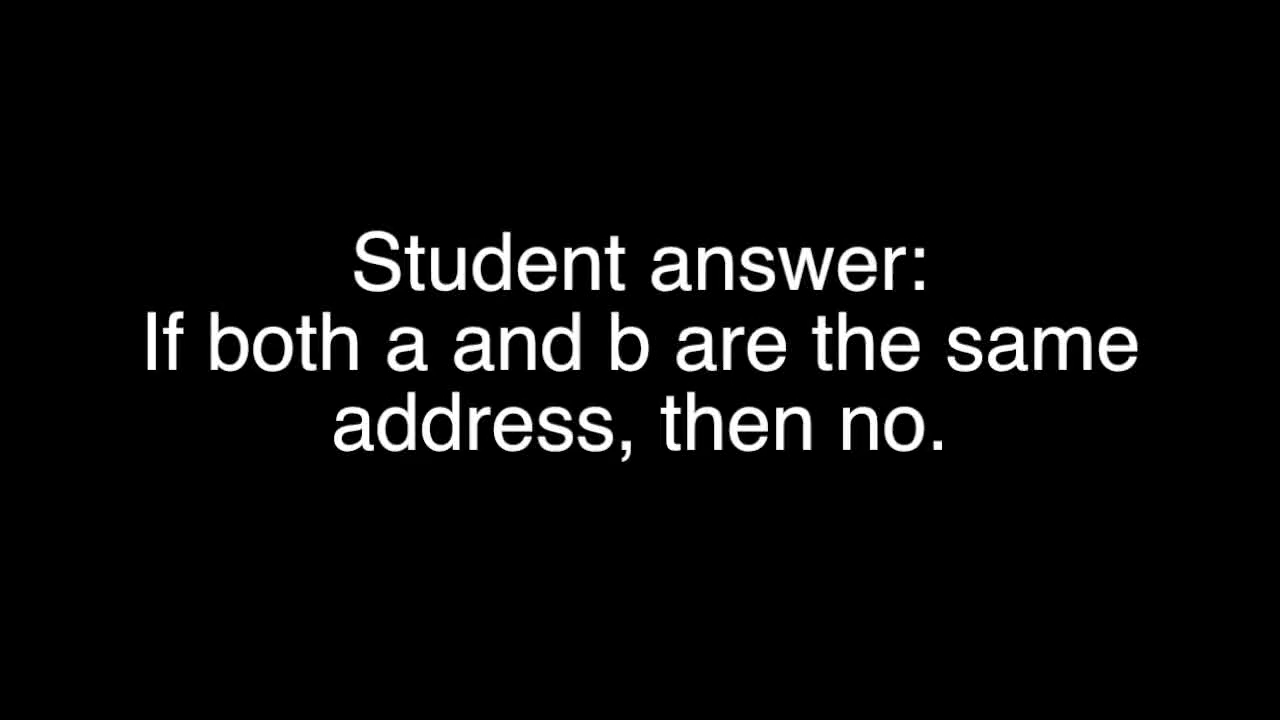 Student answer:
If both a and b are the same
address, then no.